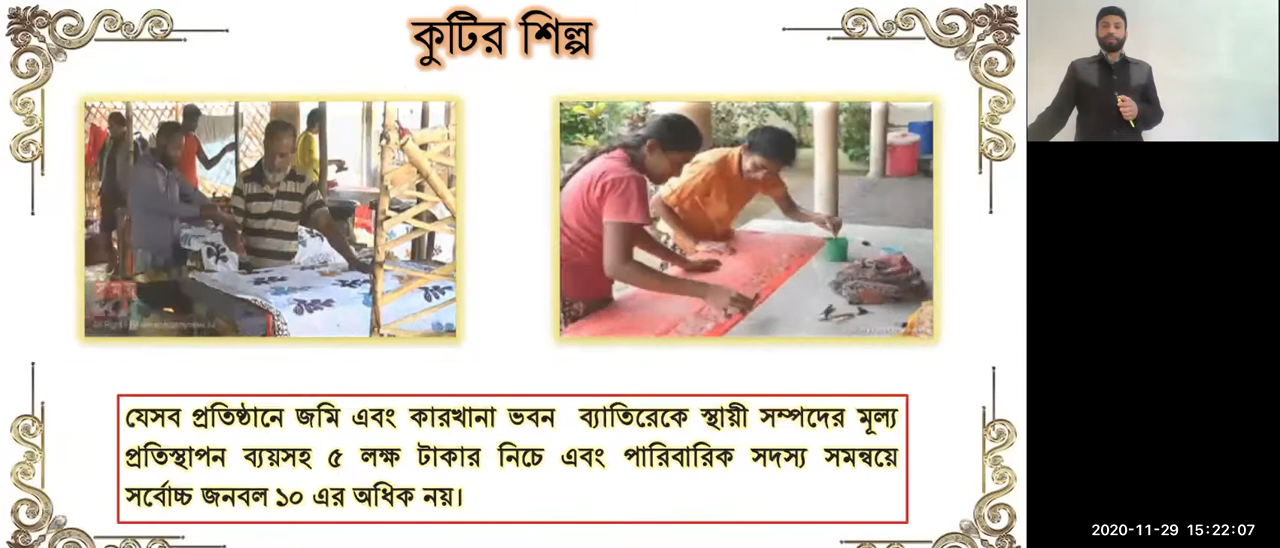 কুটির শিল্প
যেসব প্রতিষ্ঠানে জমি এবং কারখানা ভবন ব্যাতিরেকে স্থায়ী সম্পদের মূল্য
প্রতিস্থাপন ব্যয়সহ ৫ লক্ষ টাকার নিচে এবং পারিবারিক সদস্য সমন্বয়ে
সর্বোচ্চ জনবল ১০ এর অধিক নয়।
2020-11-29 15:22:07